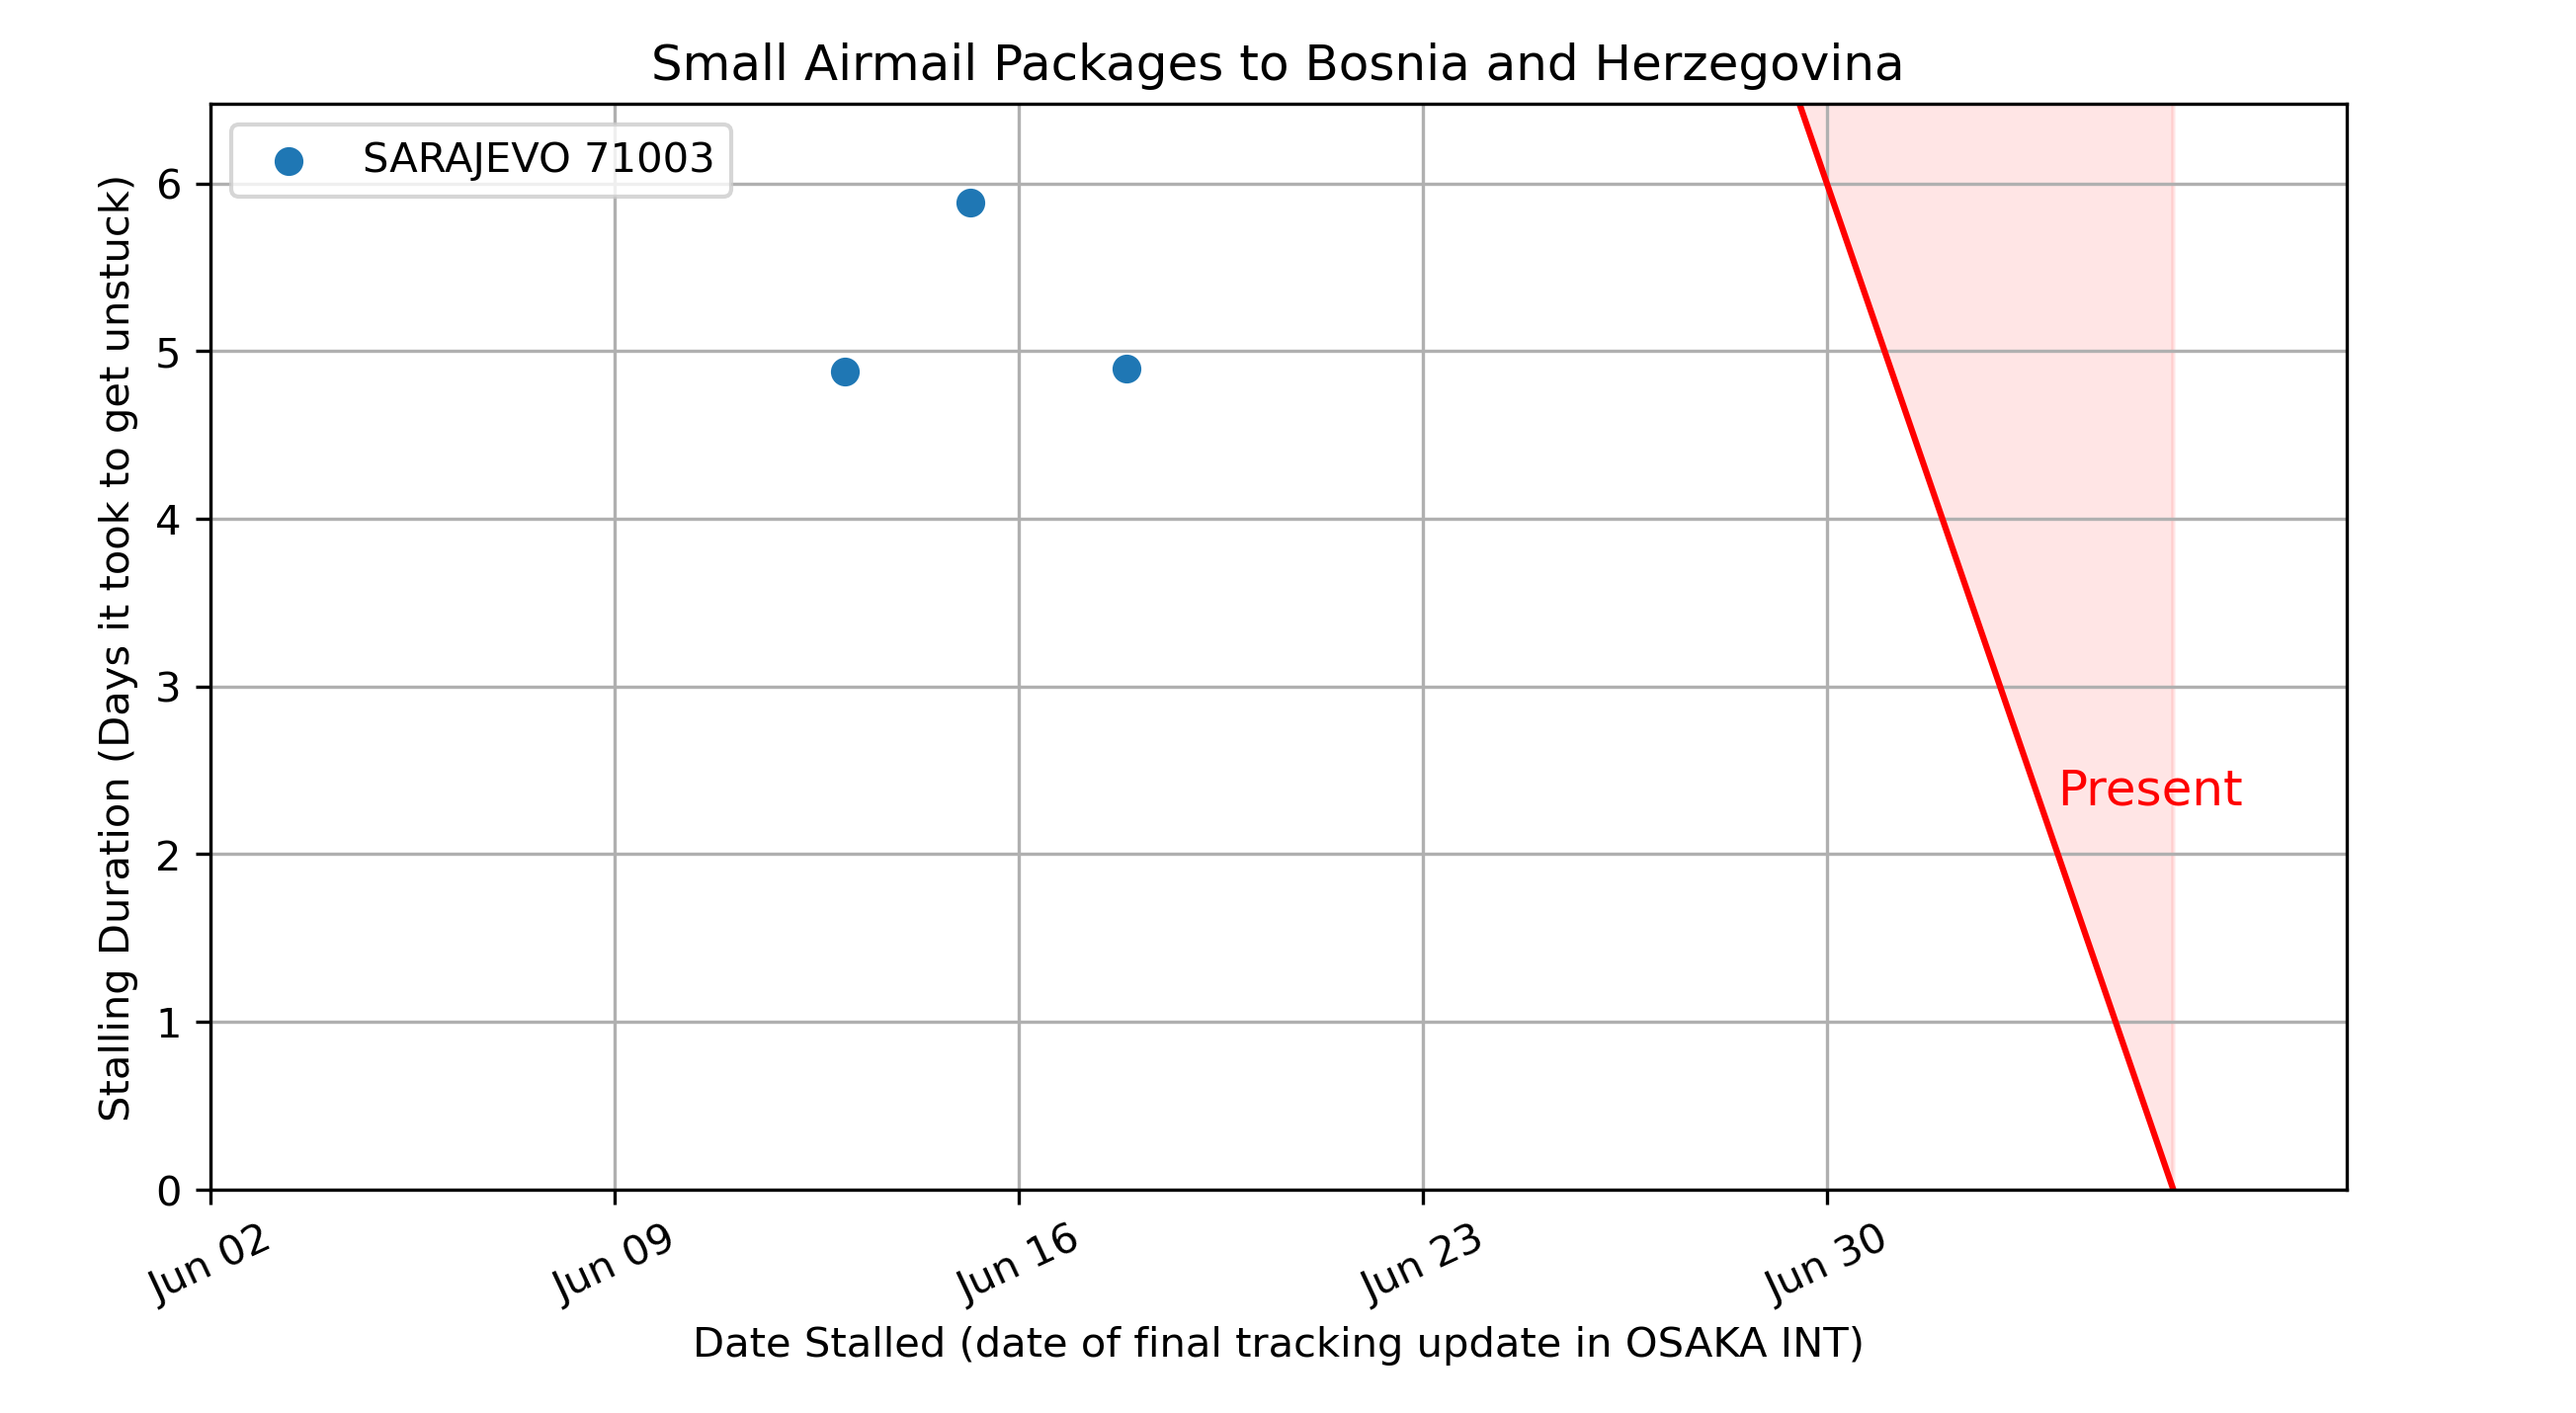 Small Airmail Packages to Bosnia and Herzegovina
SARAJEVO 71003
Stalling Duration (Days it took to get unstuck)
6
5
4
3
2
1
0
Present
Jun 02
Jun 09
Jun 16
Jun 23
Jun 30
Date Stalled (date of final tracking update in OSAKA INT)